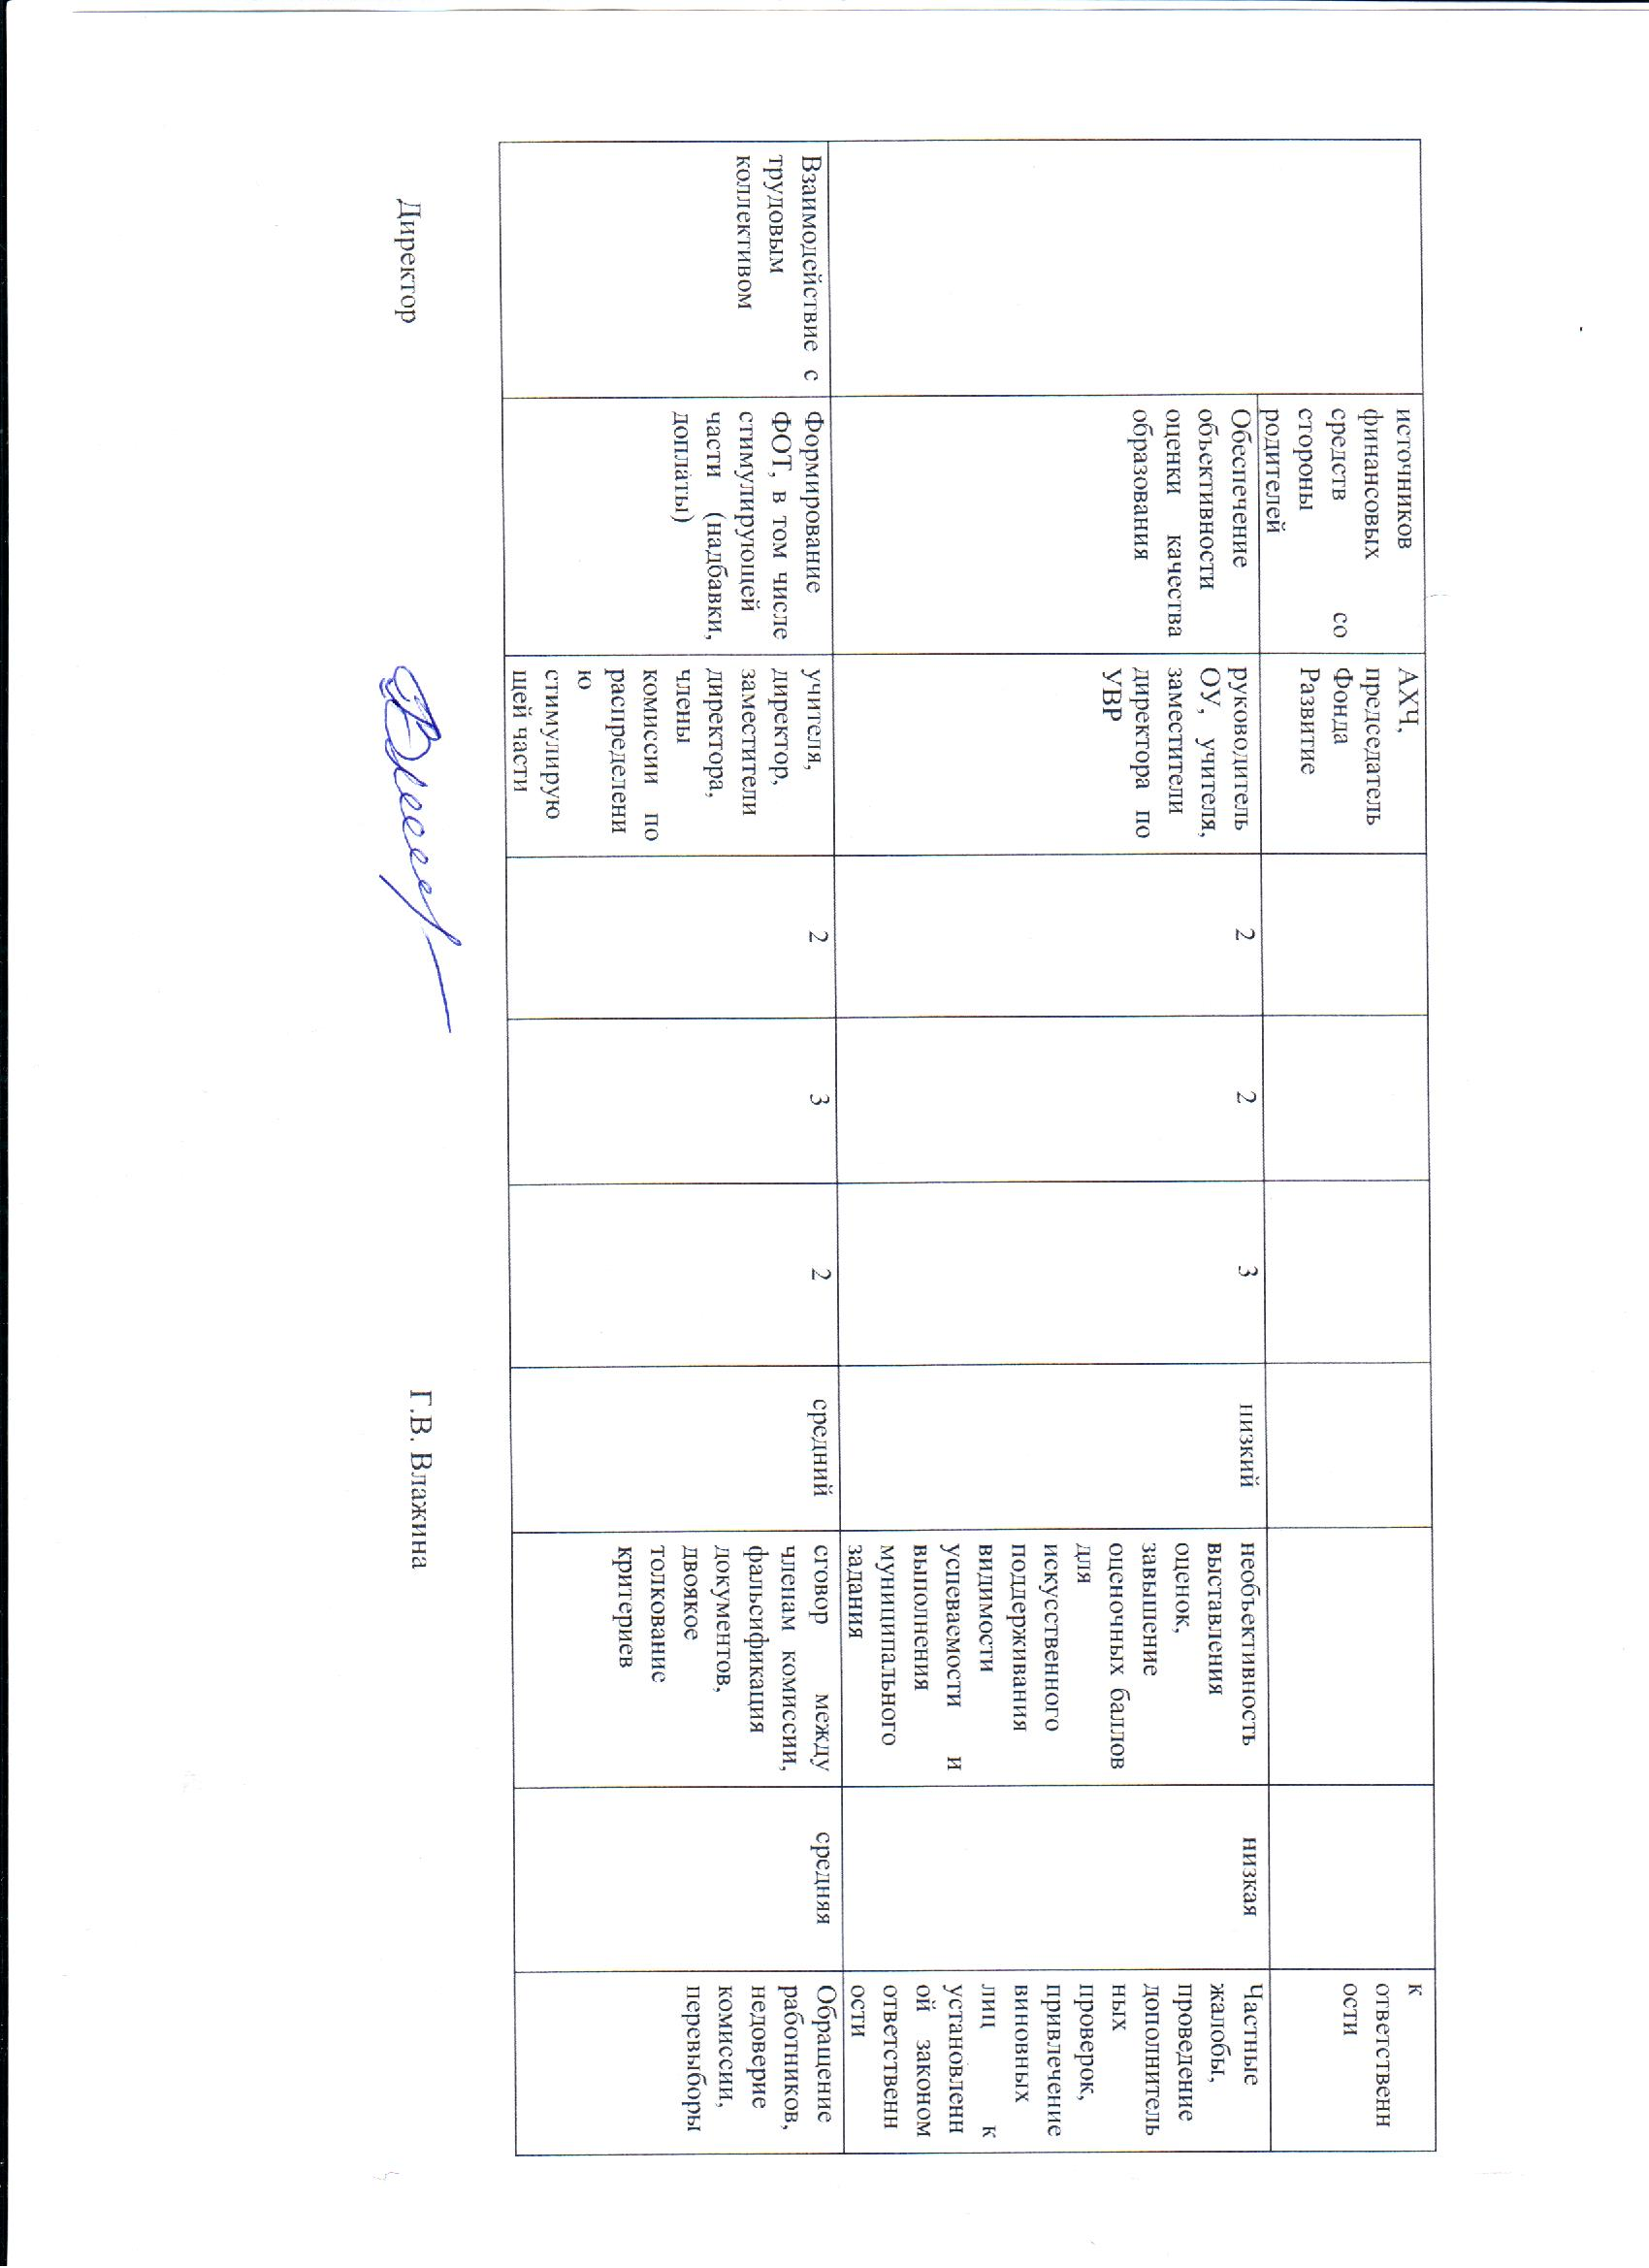 источников
финансовых
средств со
стороны
родителей
АХЧ,
председатель
Фонда
Развитие
к
ответственн
ости
Обеспечение
объективности
оценки качества
образования
руководитель
ОУ, учителя,
заместители
директора по
УВР
2
2
3
низкий
необъективность
выставления
оценок,
завышение
оценочных баллов
для
искусственного
поддерживания
видимости
успеваемости и
выполнения
муниципального
задания
низкая
Частные
жалобы,
проведение
дополнитель
ных
проверок,
привлечение
виновных
лиц к
установленн
ой законом
ответственн
ости
Взаимодействие с
трудовым
коллективом
Формирование
ФОТ, в том числе
стимулирующей
части (надбавки,
доплаты)
учителя,
директор,
заместители
директора,
члены
комиссии по
распределени
ю
стимулирую
щей части
2
3
2
средний
сговор между
членам комиссии,
фальсификация
документов,
двоякое
толкование
критериев
средняя
Обращение
работников,
недоверие
комиссии,
перевыборы
Директор
Г.В. Влажина